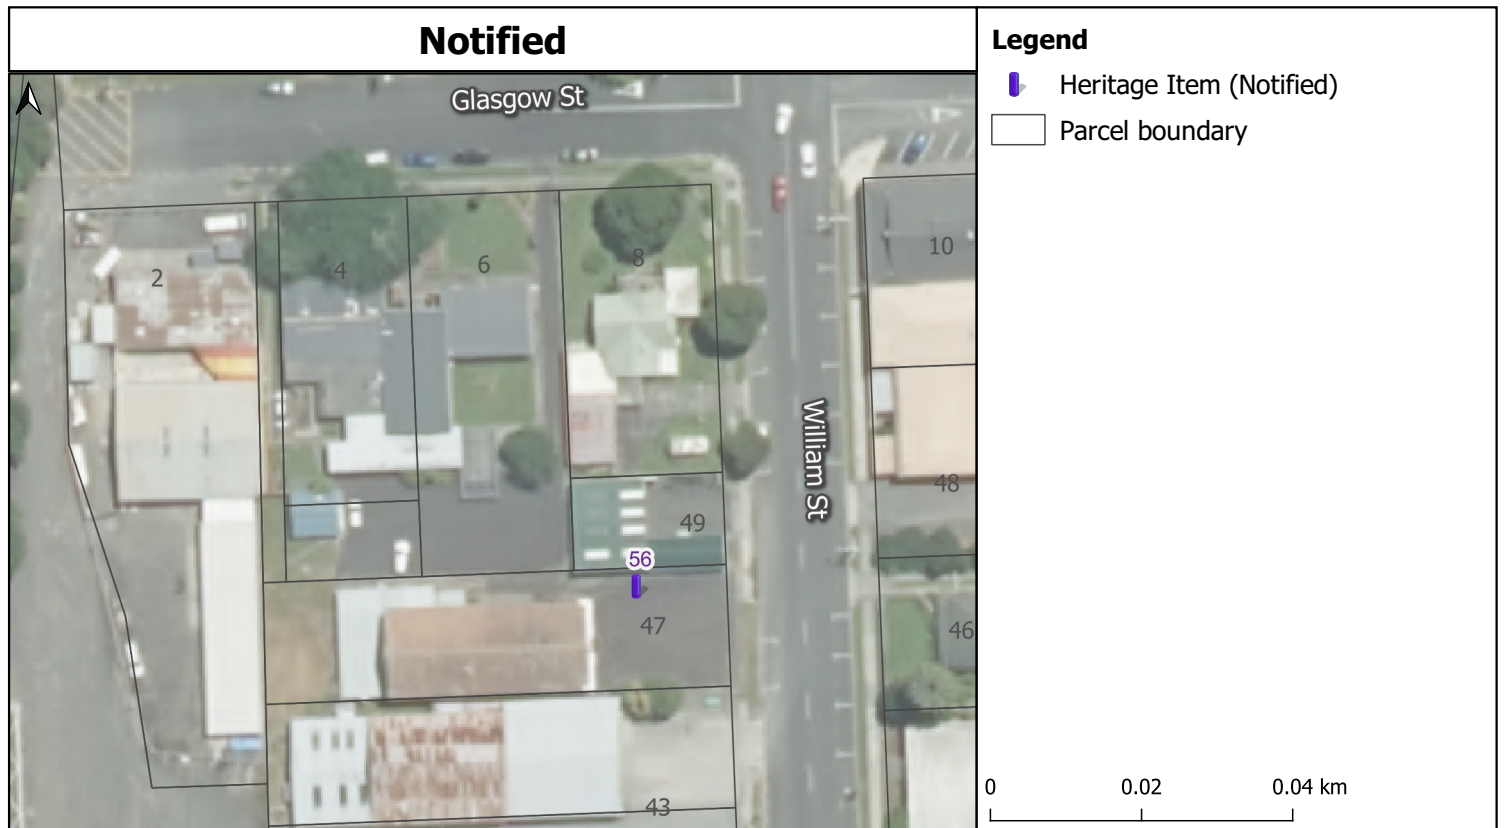 Notified
Legend
Heritage Item (Notified)
Parcel boundary
Glasgow St
2
4
6
8
10
William St
48
49
56
47
46
43
0 0.02 0.04 km